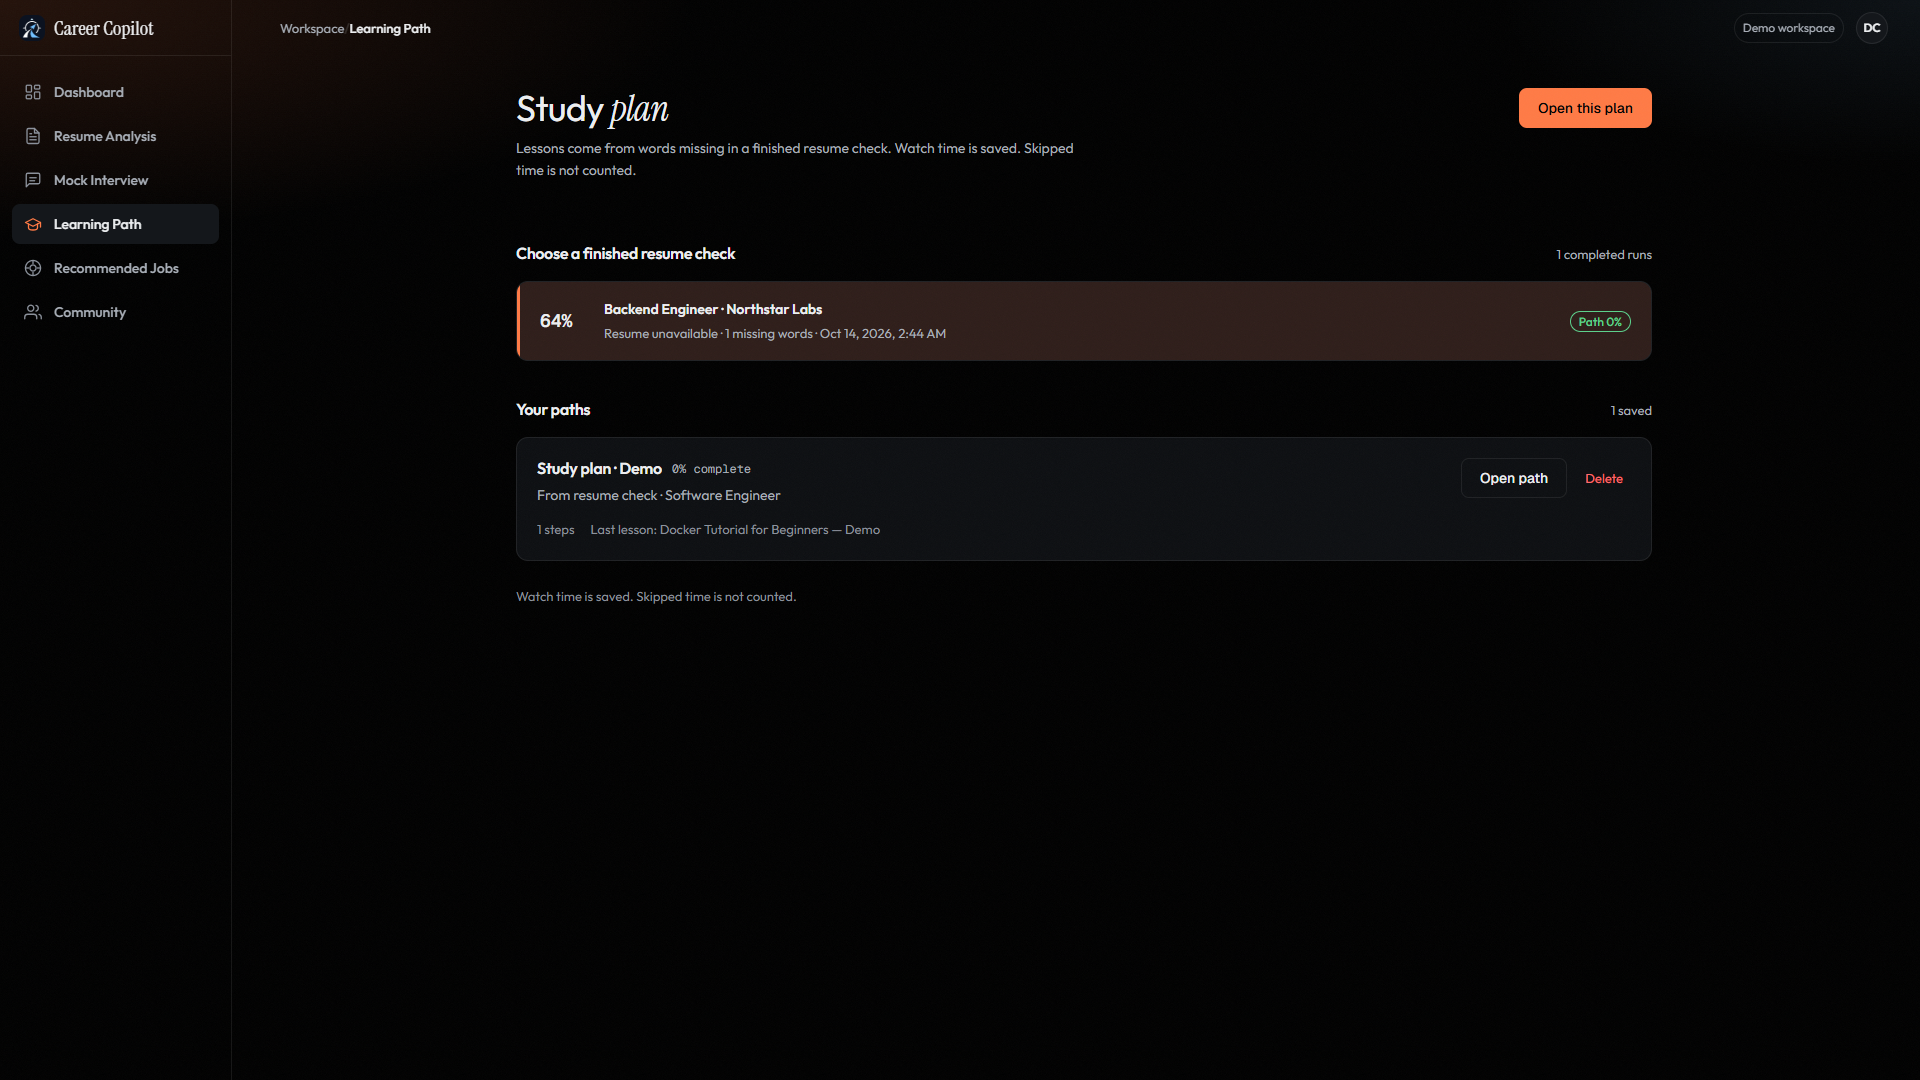 Career Copilot
Workspace/Learning Path
Demo workspace
DC
Dashboard
Resume Analysis
Mock Interview
Learning Path
Recommended Jobs
Community
Study plan
Open this plan
Lessons come from words missing in a finished resume check. Watch time is saved. Skipped
time is not counted.
Choose a finished resume check
1 completed runs
64%
Backend Engineer · Northstar Labs
Resume unavailable · 1 missing words · Oct 14, 2026, 2:44 AM
Path 0%
Your paths
1 saved
Study plan · Demo 0% complete
From resume check · Software Engineer
Open path
Delete
1 steps Last lesson: Docker Tutorial for Beginners — Demo
Watch time is saved. Skipped time is not counted.